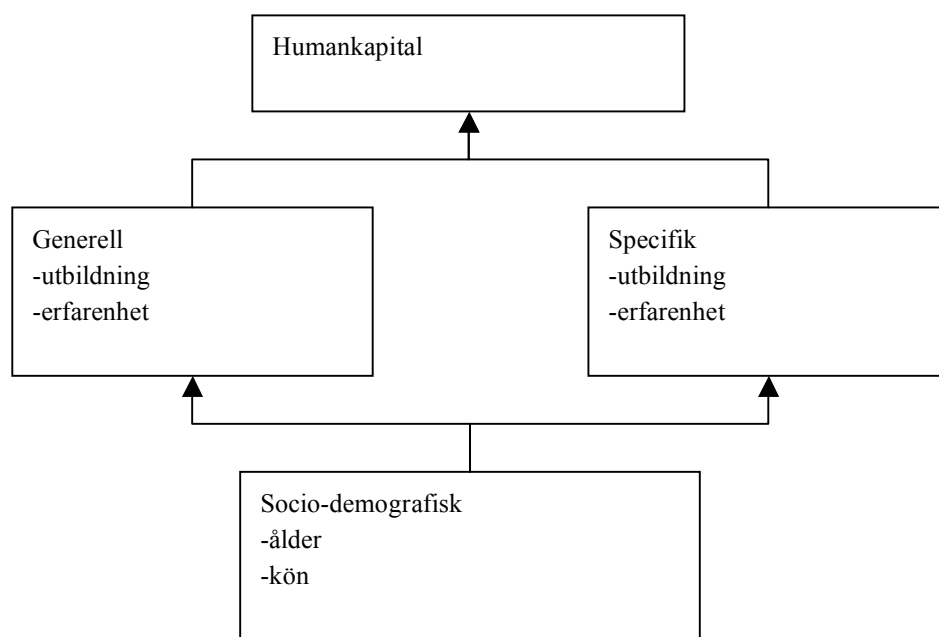 Humankapital
Generell
-utbildning
-erfarenhet
Specifik
-utbildning
-erfarenhet
Socio-demografisk
-ålder
-kön